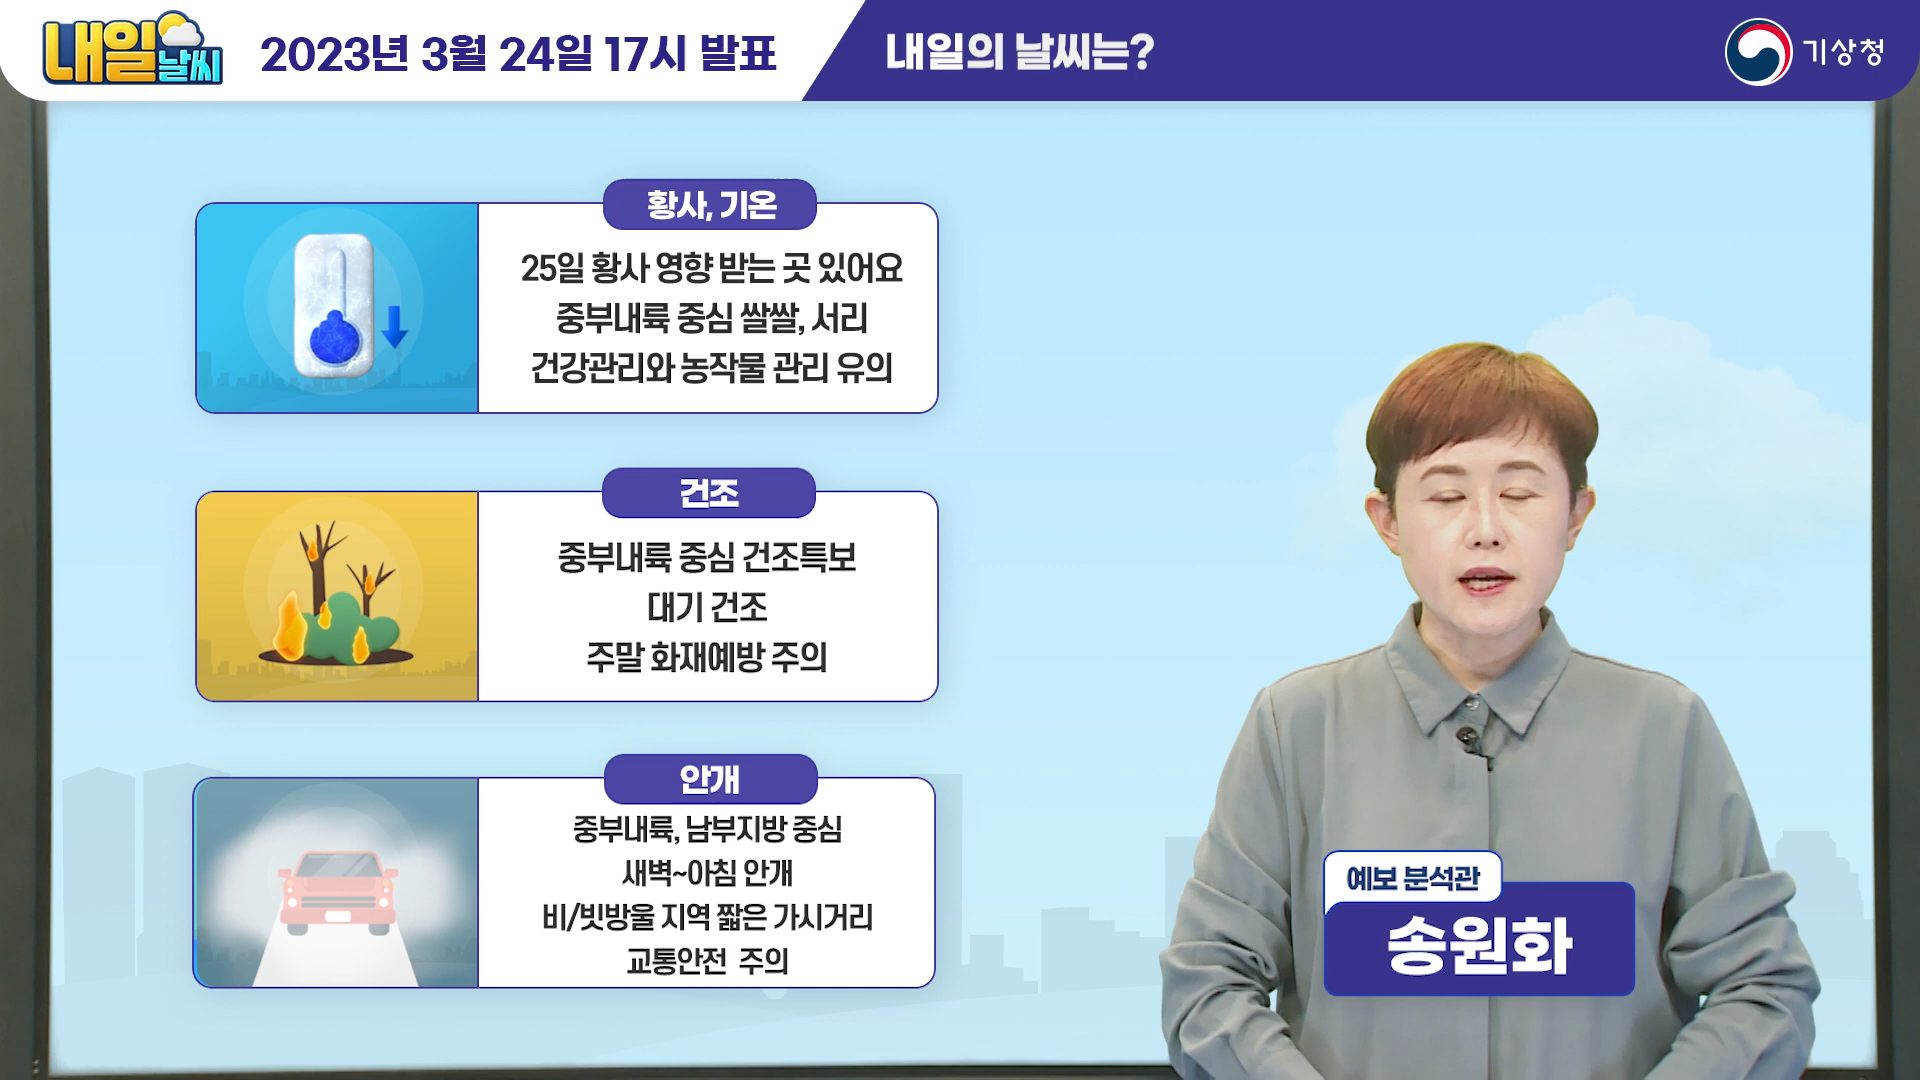 내일날씨
2023년 3월 24일 17시 발표
내일의 날씨는?
기상청
황사, 기온
25일 황사 영향 받는 곳 있어요
중부내륙 중심 쌀쌀, 서리
건강관리와 농작물 관리 유의
건조
중부내륙 중심 건조특보
대기 건조
주말 화재예방 주의
안개
중부내륙, 남부지방 중심
새벽~아침 안개
비/빗방울 지역 짧은 가시거리
교통안전 주의
예보 분석관
송원화